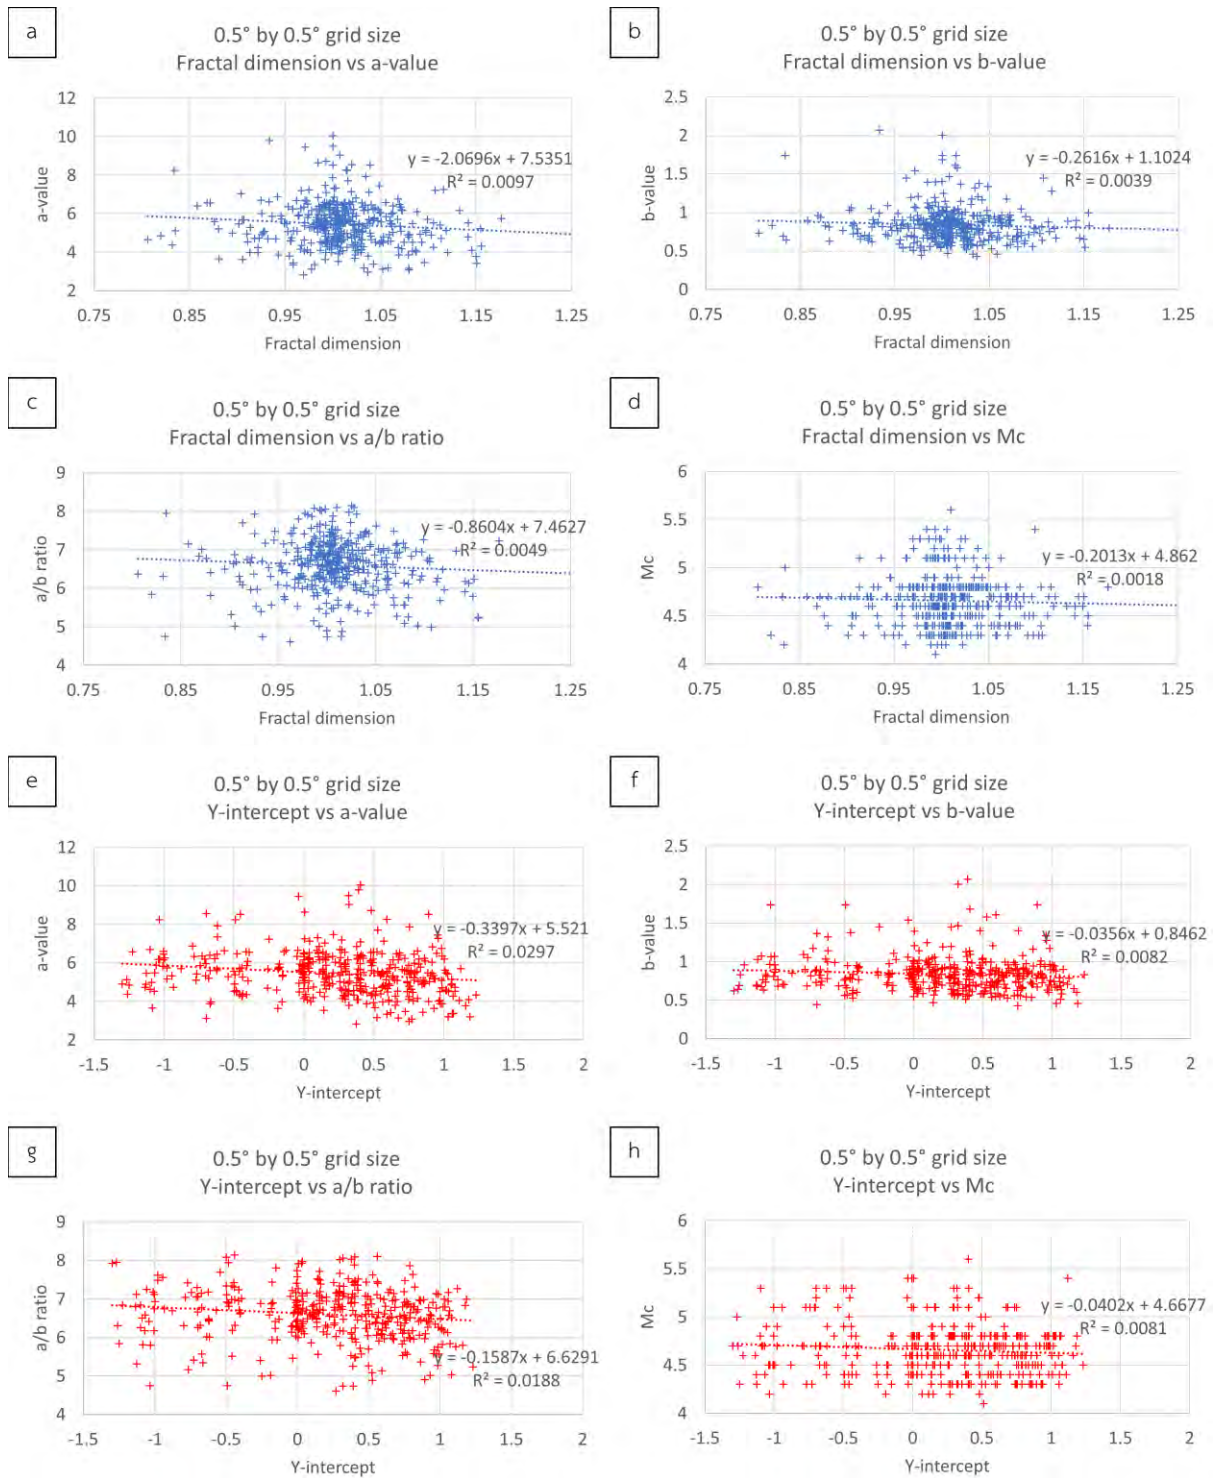 a
0.5° by 0.5° grid size
Fractal dimension vs a-value
12
10
8
6
4
2
a-value
y = -2.0696x + 7.5351
R² = 0.0097
0.75
0.85
0.95
1.05
1.15
1.25
Fractal dimension
b
0.5° by 0.5° grid size
Fractal dimension vs b-value
2.5
2
1.5
1
0.5
0
b-value
y = -0.2616x + 1.1024
R² = 0.0039
0.75
0.85
0.95
1.05
1.15
1.25
Fractal dimension
c
0.5° by 0.5° grid size
Fractal dimension vs a/b ratio
9
8
7
6
5
4
a/b ratio
y = -0.8604x + 7.4627
R² = 0.0049
0.75
0.85
0.95
1.05
1.15
1.25
Fractal dimension
d
0.5° by 0.5° grid size
Fractal dimension vs Mc
6
5.5
5
4.5
4
Mc
y = -0.2013x + 4.862
R² = 0.0018
0.75
0.85
0.95
1.05
1.15
1.25
Fractal dimension
e
0.5° by 0.5° grid size
Y-intercept vs a-value
12
10
8
6
4
2
a-value
y = -0.3397x + 5.521
R² = 0.0297
-1.5
-1
-0.5
0
0.5
1
1.5
2
Y-intercept
f
0.5° by 0.5° grid size
Y-intercept vs b-value
2.5
2
1.5
1
0.5
0
b-value
y = -0.0356x + 0.8462
R² = 0.0082
-1.5
-1
-0.5
0
0.5
1
1.5
2
Y-intercept
g
0.5° by 0.5° grid size
Y-intercept vs a/b ratio
9
8
7
6
5
4
a/b ratio
y = -0.1587x + 6.6291
R² = 0.0188
-1.5
-1
-0.5
0
0.5
1
1.5
2
Y-intercept
h
0.5° by 0.5° grid size
Y-intercept vs Mc
6
5.5
5
4.5
4
Mc
y = -0.0402x + 4.6677
R² = 0.0081
-1.5
-1
-0.5
0
0.5
1
1.5
2
Y-intercept